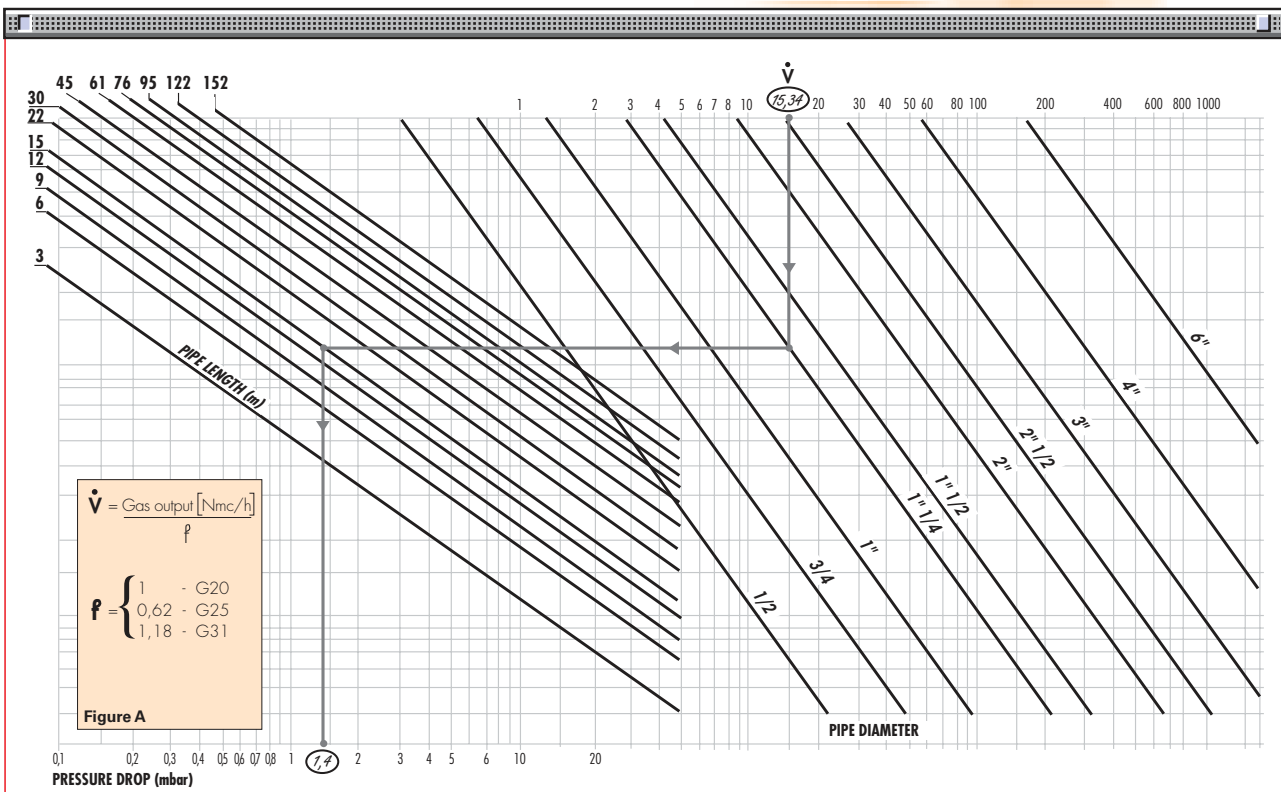 45 61 76 95 122 152
30
22
15
12
9
6
3
V̇
1 2 3 4 5 6 7 8 10 15,34 20 30 40 50 60 80 100 200 400 600 800 1000
PIPE LENGTH (m)
6"
4"
3"
2" 1/2
2"
1" 1/2
1" 1/4
1"
3/4
1/2
V̇ = Gas output [Nmc/h]
f
f = { 1 - G20
0,62 - G25
1,18 - G31
Figure A
PIPE DIAMETER
0,1 0,2 0,3 0,4 0,5 0,6 0,7 0,8 1 1,4 2 3 4 5 6 10 20
PRESSURE DROP (mbar)